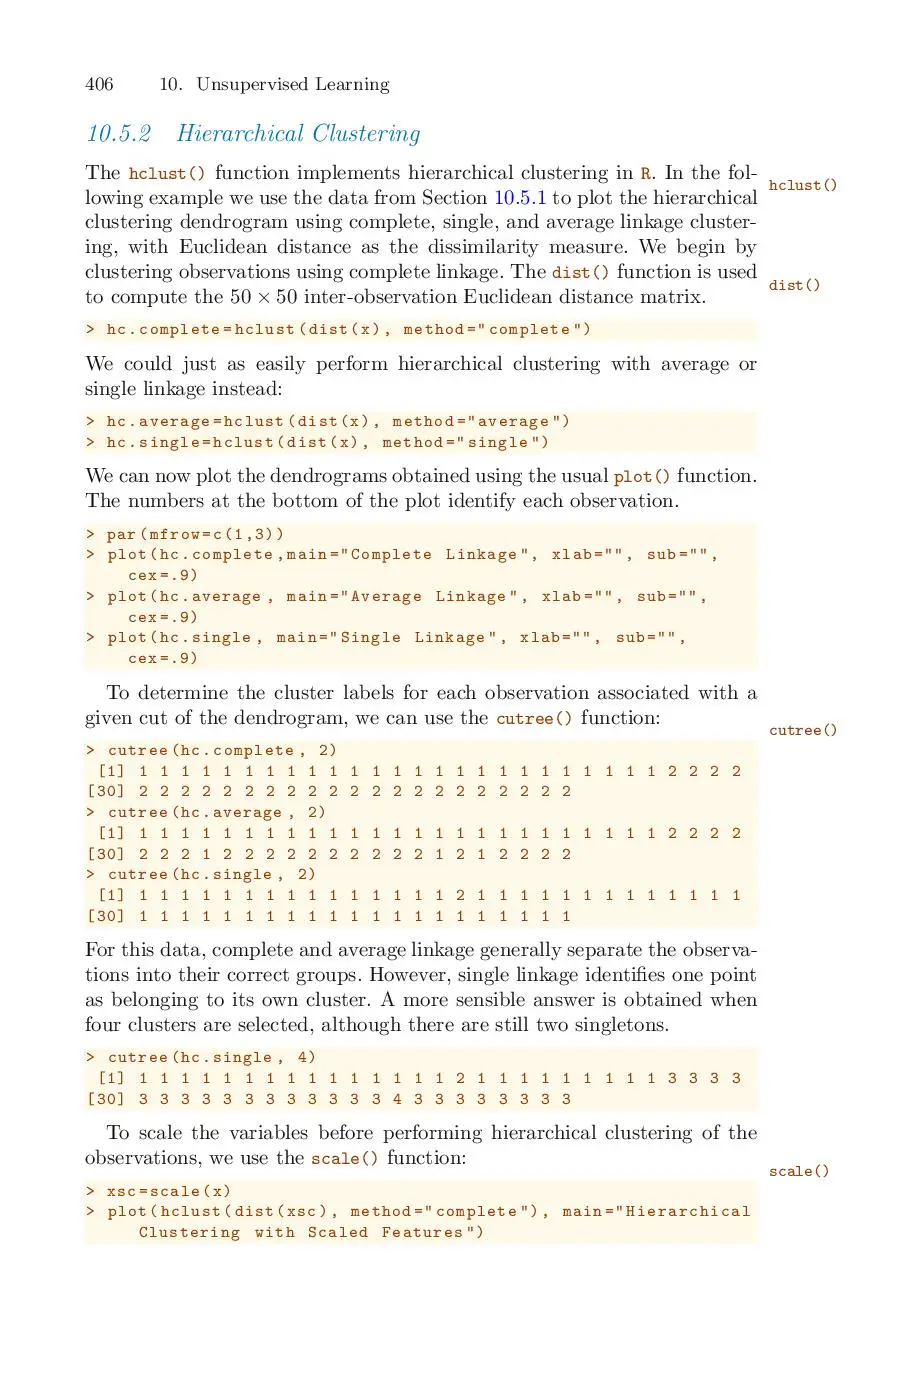 406 10. Unsupervised Learning
10.5.2 Hierarchical Clustering
The hclust() function implements hierarchical clustering in R. In the fol-
hclust()
lowing example we use the data from Section 10.5.1 to plot the hierarchical
clustering dendrogram using complete, single, and average linkage cluster-
ing, with Euclidean distance as the dissimilarity measure. We begin by
clustering observations using complete linkage. The dist() function is used
dist()
to compute the 50 × 50 inter-observation Euclidean distance matrix.
> hc.complete=hclust(dist(x), method="complete")
We could just as easily perform hierarchical clustering with average or
single linkage instead:
> hc.average=hclust(dist(x), method="average")
> hc.single=hclust(dist(x), method="single")
We can now plot the dendrograms obtained using the usual plot() function.
The numbers at the bottom of the plot identify each observation.
> par(mfrow=c(1,3))
> plot(hc.complete,main="Complete Linkage", xlab="", sub="",
cex=.9)
> plot(hc.average, main="Average Linkage", xlab="", sub="",
cex=.9)
> plot(hc.single, main="Single Linkage", xlab="", sub="",
cex=.9)
To determine the cluster labels for each observation associated with a
given cut of the dendrogram, we can use the cutree() function:
cutree()
> cutree(hc.complete, 2)
[1] 1 1 1 1 1 1 1 1 1 1 1 1 1 1 1 1 1 1 1 1 1 1 1 1 1 2 2 2 2
[30] 2 2 2 2 2 2 2 2 2 2 2 2 2 2 2 2 2 2 2 2 2
> cutree(hc.average, 2)
[1] 1 1 1 1 1 1 1 1 1 1 1 1 1 1 1 1 1 1 1 1 1 1 1 1 1 2 2 2 2
[30] 2 2 2 1 2 2 2 2 2 2 2 2 2 2 1 2 1 2 2 2 2
> cutree(hc.single, 2)
[1] 1 1 1 1 1 1 1 1 1 1 1 1 1 1 1 2 1 1 1 1 1 1 1 1 1 1 1 1 1
[30] 1 1 1 1 1 1 1 1 1 1 1 1 1 1 1 1 1 1 1 1 1
For this data, complete and average linkage generally separate the observa-
tions into their correct groups. However, single linkage identifies one point
as belonging to its own cluster. A more sensible answer is obtained when
four clusters are selected, although there are still two singletons.
> cutree(hc.single, 4)
[1] 1 1 1 1 1 1 1 1 1 1 1 1 1 1 1 2 1 1 1 1 1 1 1 1 1 3 3 3 3
[30] 3 3 3 3 3 3 3 3 3 3 3 3 4 3 3 3 3 3 3 3 3
To scale the variables before performing hierarchical clustering of the
observations, we use the scale() function:
scale()
> xsc=scale(x)
> plot(hclust(dist(xsc), method="complete"), main="Hierarchical
Clustering with Scaled Features")